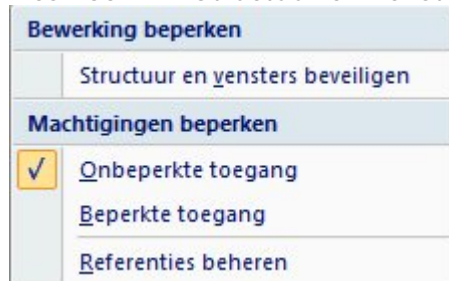 Bewerking beperken
Structuur en vensters beveiligen
Machtigingen beperken
Onbeperkte toegang
Beperkte toegang
Referenties beheren